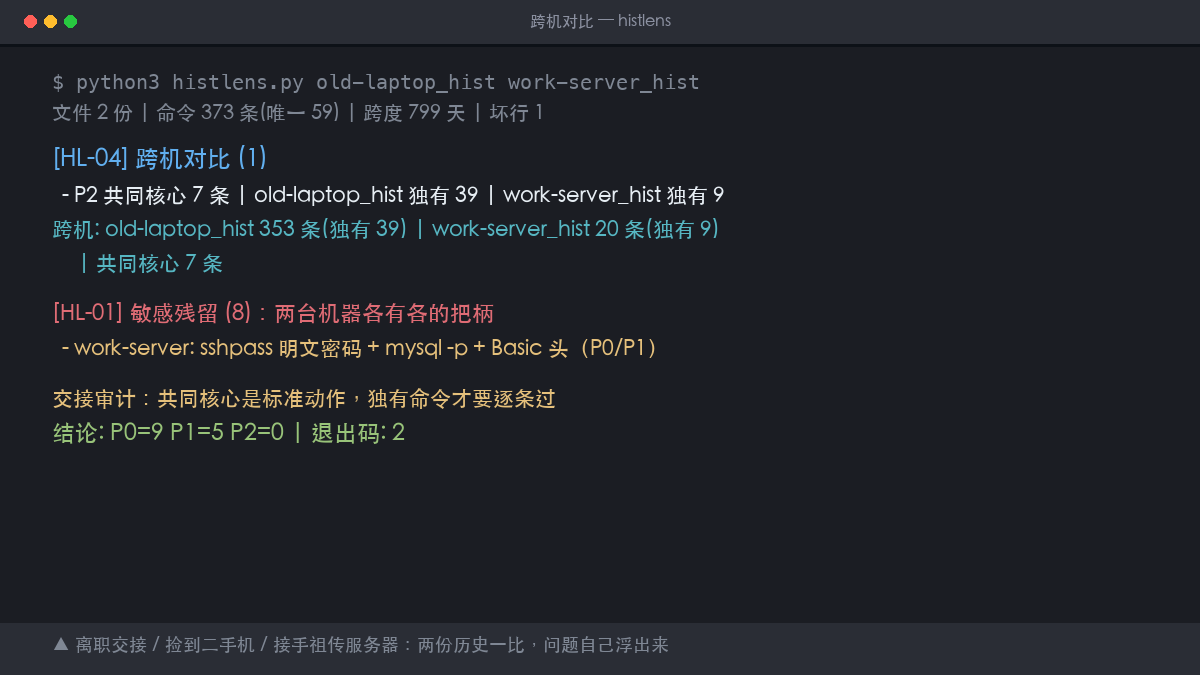 跨机对比 — histlens
$ python3 histlens.py old-laptop_hist work-server_hist
文件 2 份 | 命令 373 条(唯一 59) | 跨度 799 天 | 坏行 1
[HL-04] 跨机对比 (1)
- P2 共同核心 7 条 | old-laptop_hist 独有 39 | work-server_hist 独有 9
跨机: old-laptop_hist 353 条(独有 39) | work-server_hist 20 条(独有 9)
| 共同核心 7 条
[HL-01] 敏感残留 (8)：两台机器各有各的把柄
- work-server: sshpass 明文密码 + mysql -p + Basic 头（P0/P1）
交接审计：共同核心是标准动作，独有命令才要逐条过
结论: P0=9 P1=5 P2=0 | 退出码: 2
▲ 离职交接 / 捡到二手机 / 接手祖传服务器：两份历史一比，问题自己浮出来